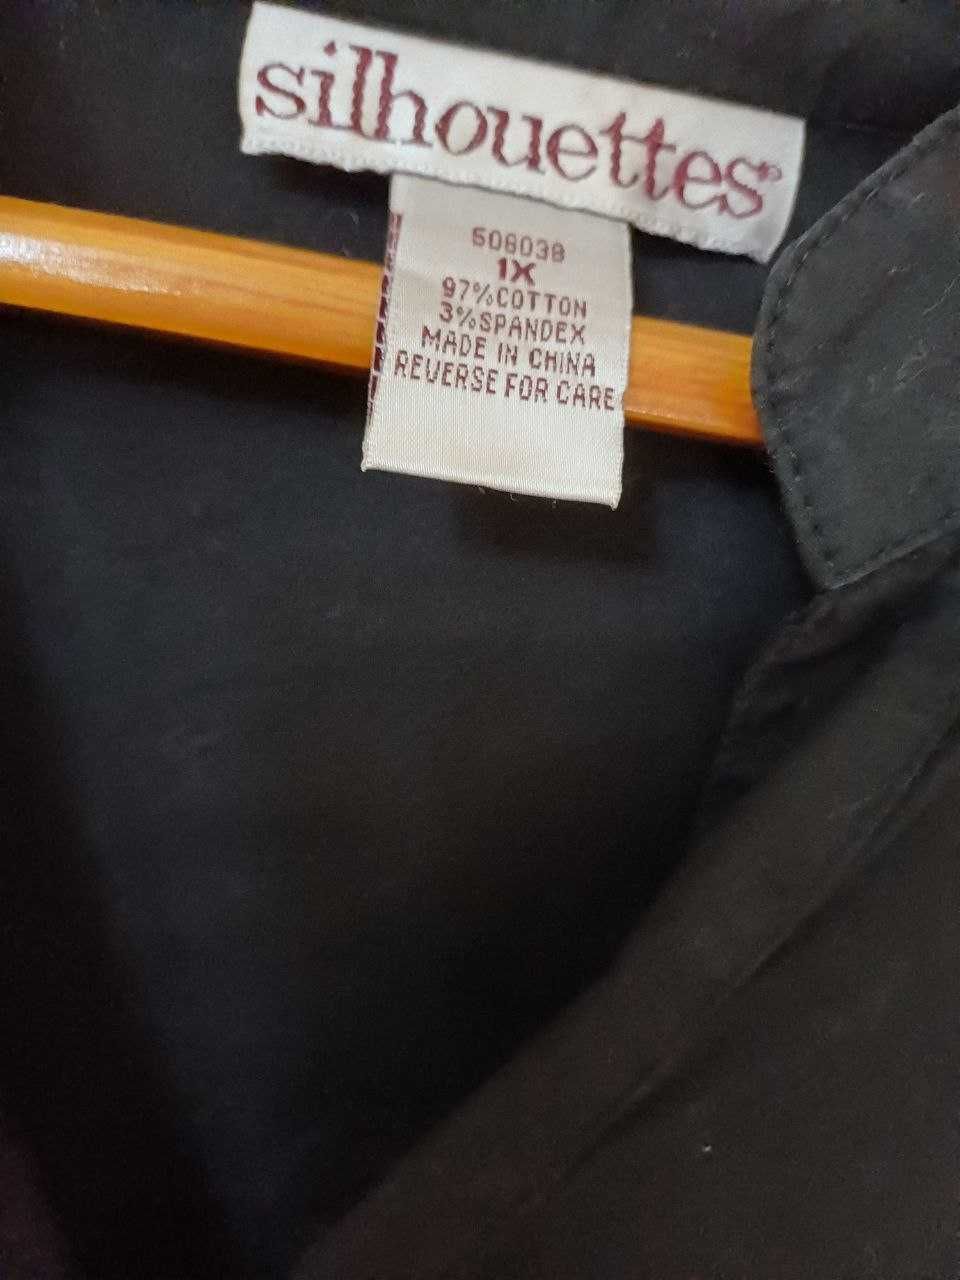 silhouettes®
506038
1X
97%COTTON
3%SPANDEX
MADE IN CHINA
REVERSE FOR CARE